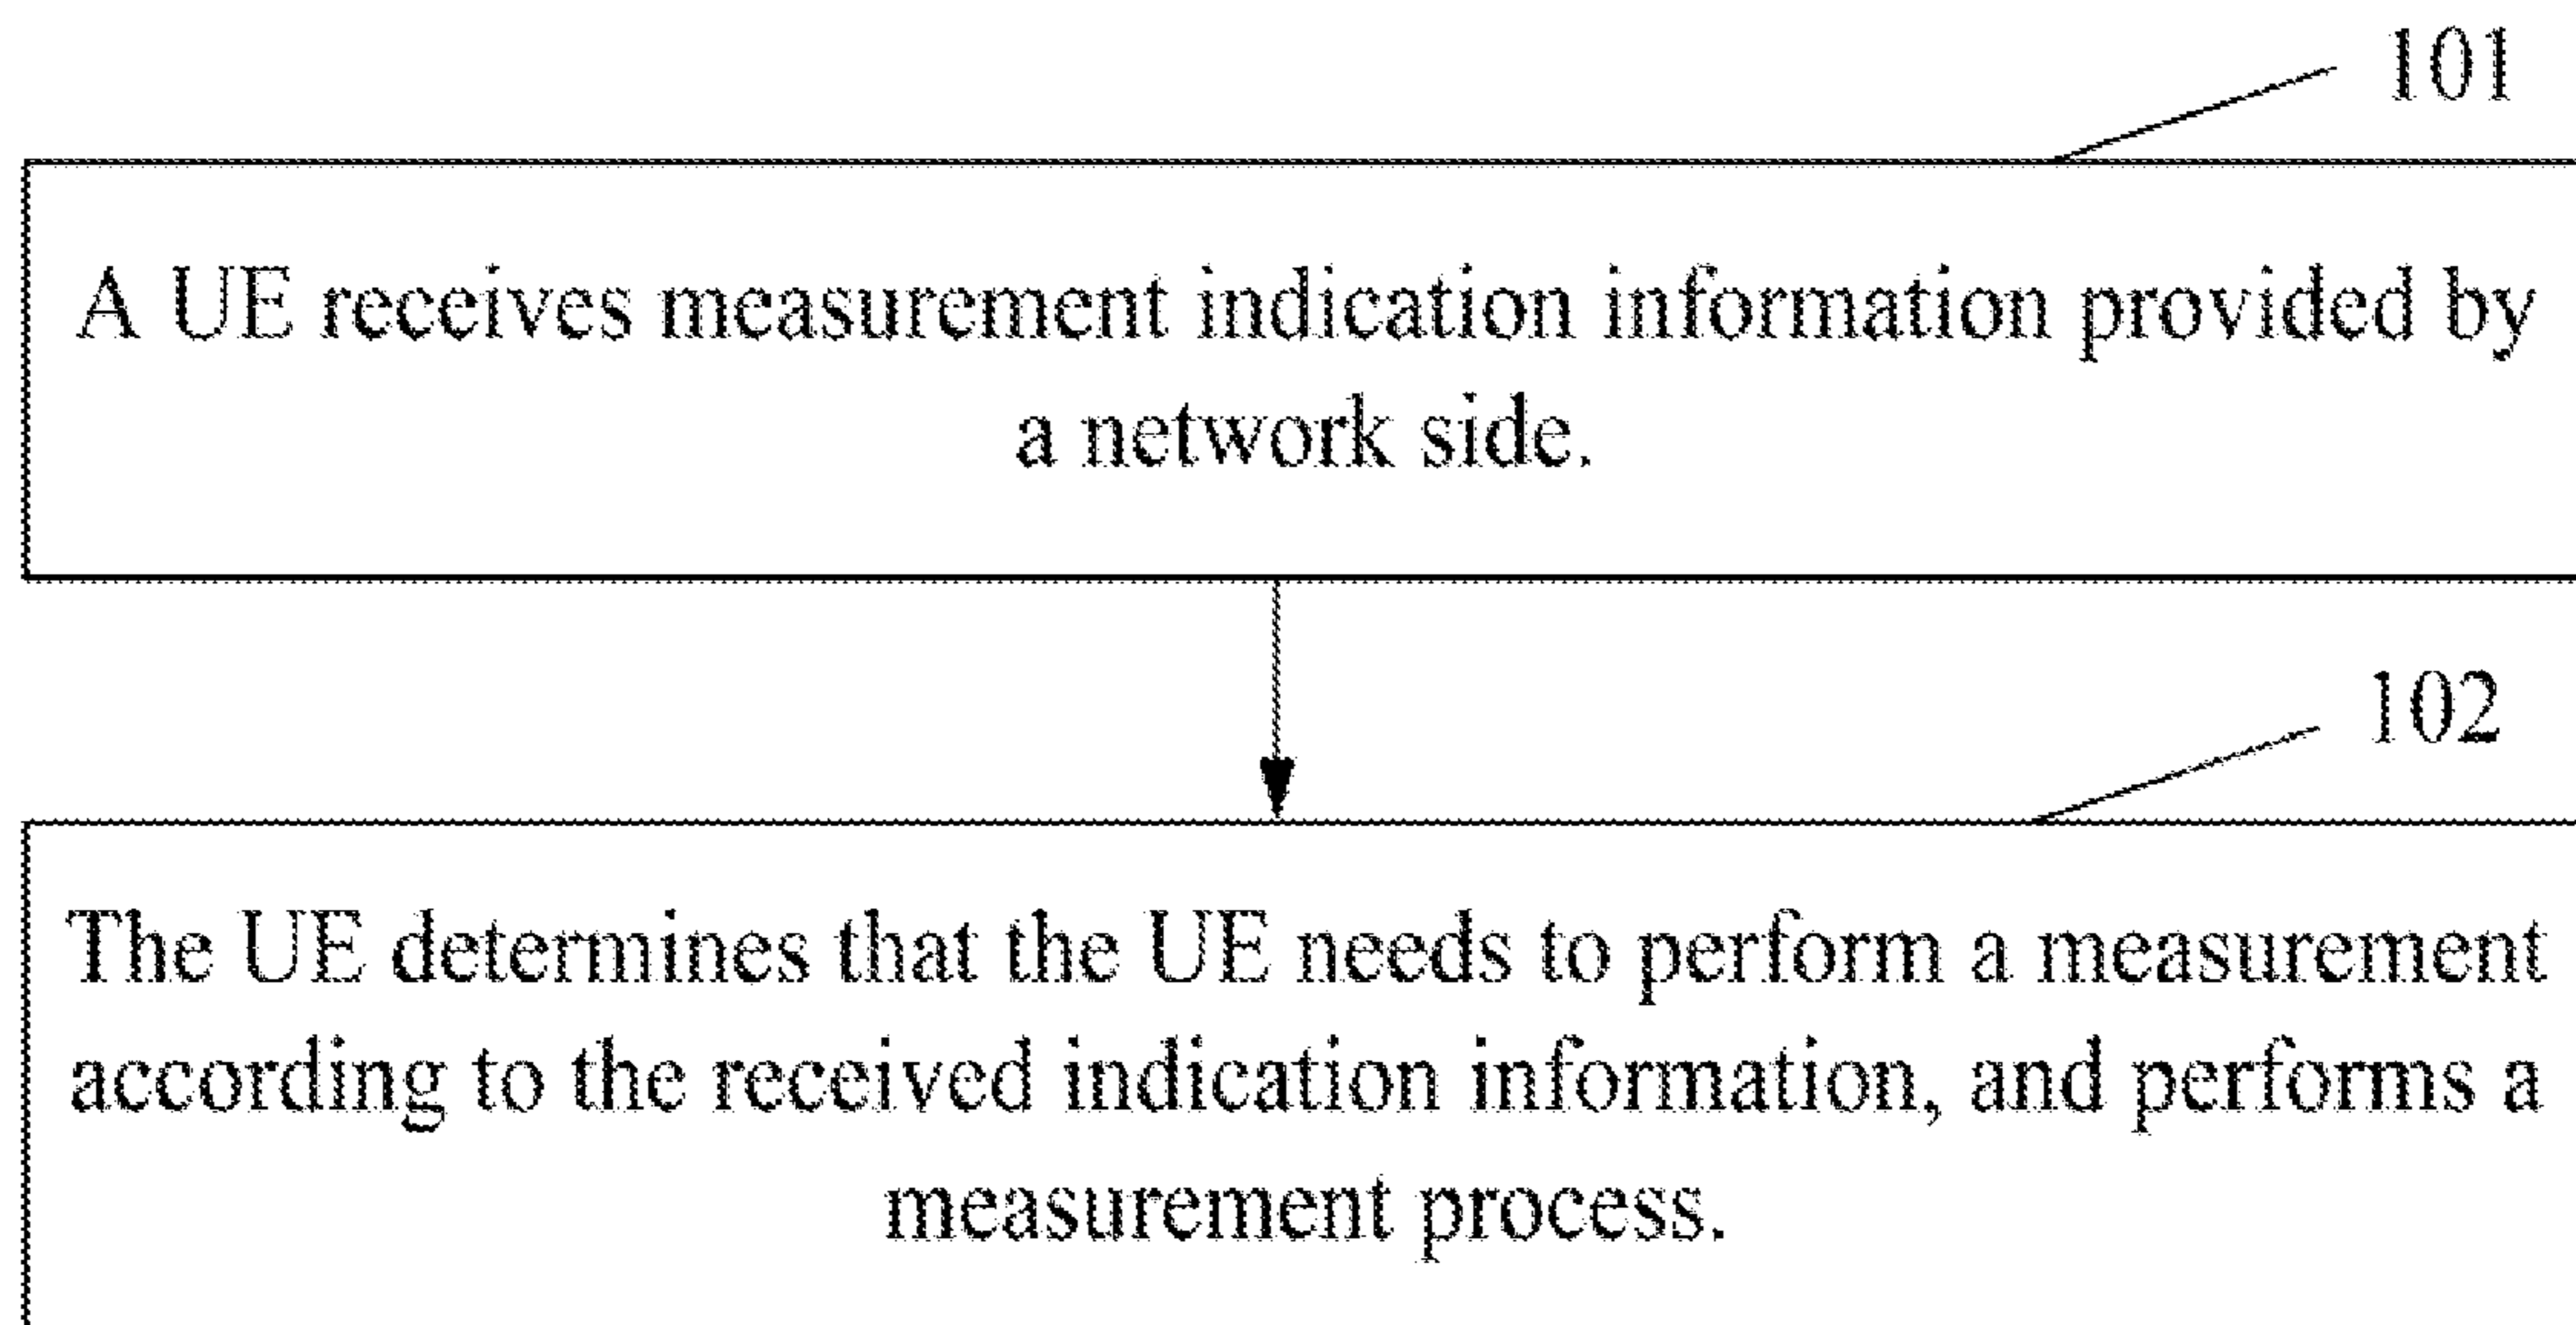 101
A UE receives measurement indication information provided by
a network side.
102
The UE determines that the UE needs to perform a measurement
according to the received indication information, and performs a
measurement process.